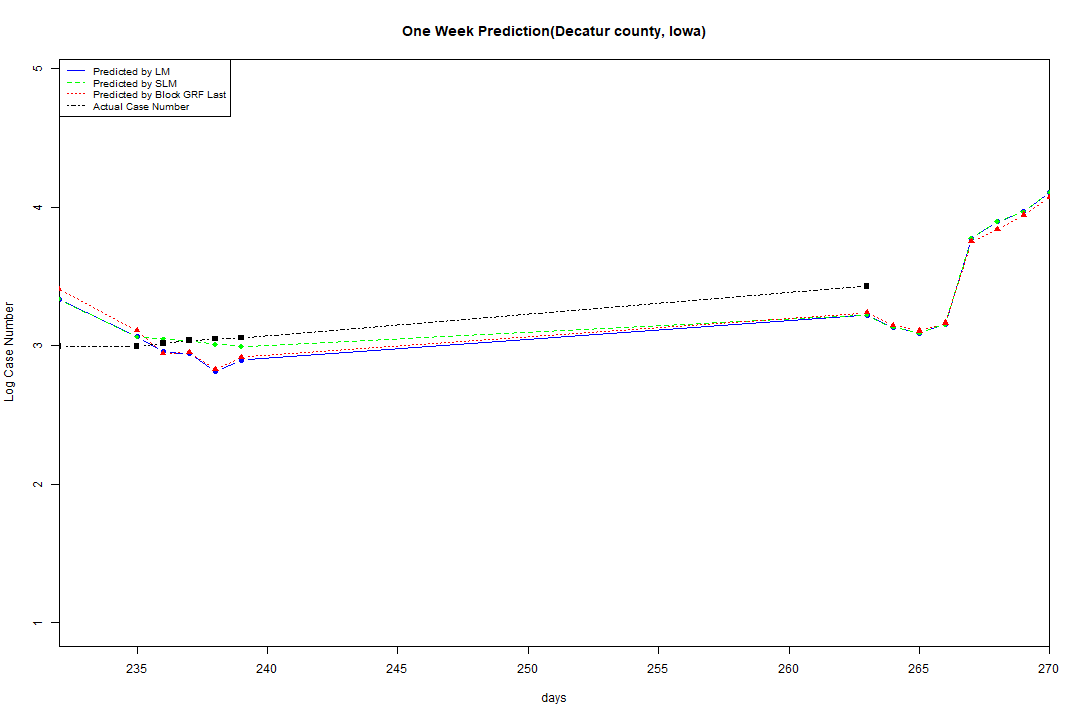 One Week Prediction(Decatur county, Iowa)
Predicted by LM
Predicted by SLM
Predicted by Block GRF Last
Actual Case Number
5
4
3
2
1
Log Case Number
235 240 245 250 255 260 265 270
days